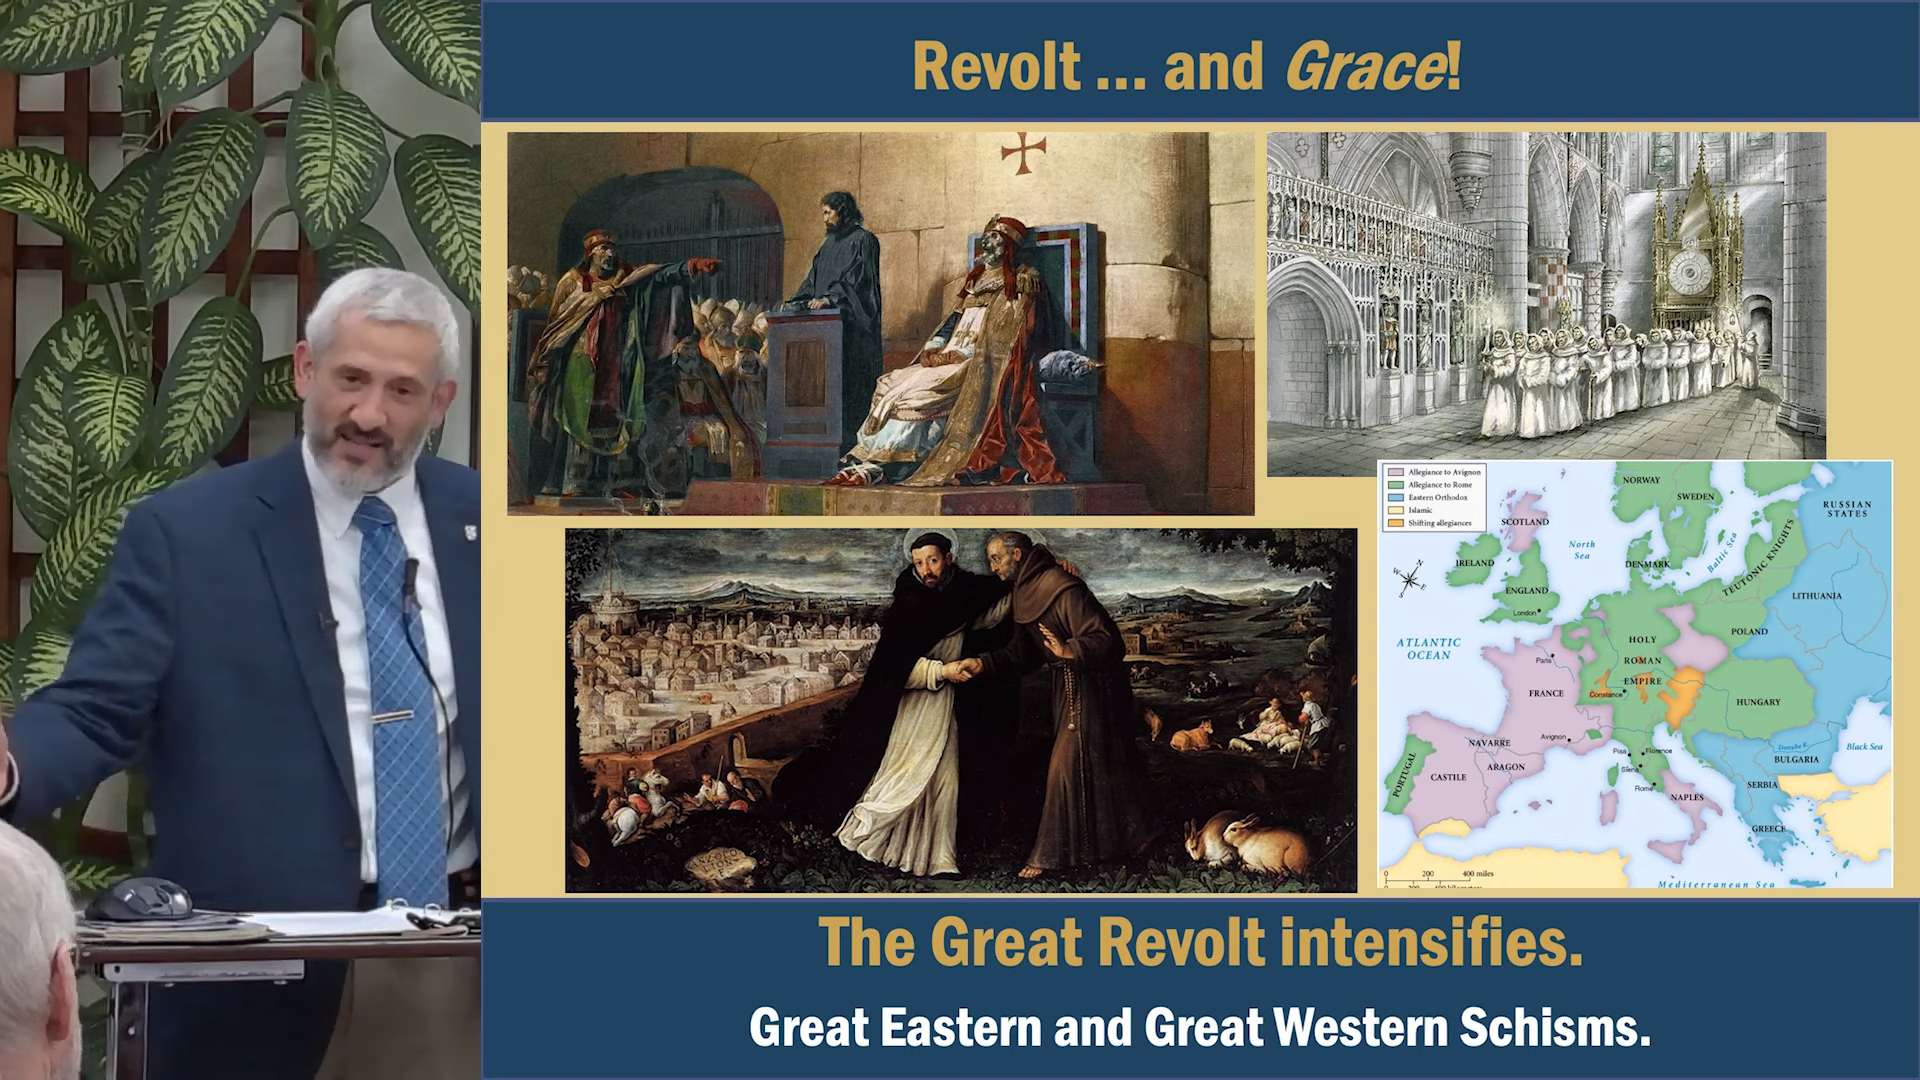 Revolt ... and Grace!
Allegiance to Avignon
Allegiance to Rome
Eastern Orthodox
Islamic
Shifting allegiances
NORWAY
SWEDEN
RUSSIAN
STATES
SCOTLAND
North
Sea
Baltic Sea
TEUTONIC KNIGHTS
IRELAND
DENMARK
N
W
E
S
ENGLAND
London
LITHUANIA
ATLANTIC
OCEAN
HOLY
ROMAN
EMPIRE
POLAND
Paris
FRANCE
Constance
HUNGARY
Avignon
NAVARRE
ARAGON
CASTILE
PORTUGAL
Pisa
Florence
Siena
Rome
NAPLES
Danube R.
BULGARIA
Black Sea
SERBIA
GREECE
0 200 400 miles
Mediterranean Sea
The Great Revolt intensifies.
Great Eastern and Great Western Schisms.